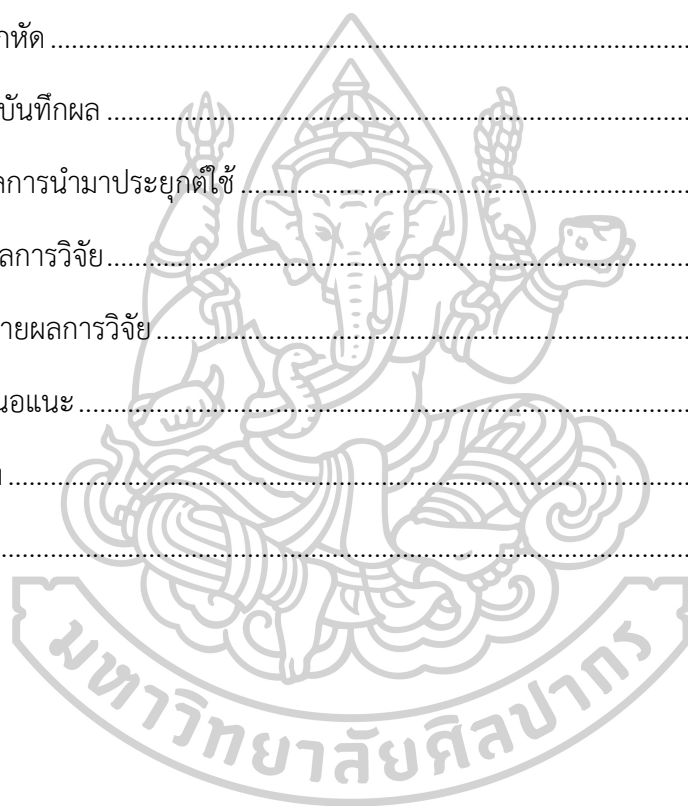 กหัด ........................................................................
บันทึกผล ........................................................................
ลการนำมาประยุกต์ใช้ ........................................................................
ลการวิจัย ........................................................................
ายผลการวิจัย ........................................................................
นอแนะ ........................................................................
........................................................................
........................................................................
มหาวิทยาลัยศิลปากร